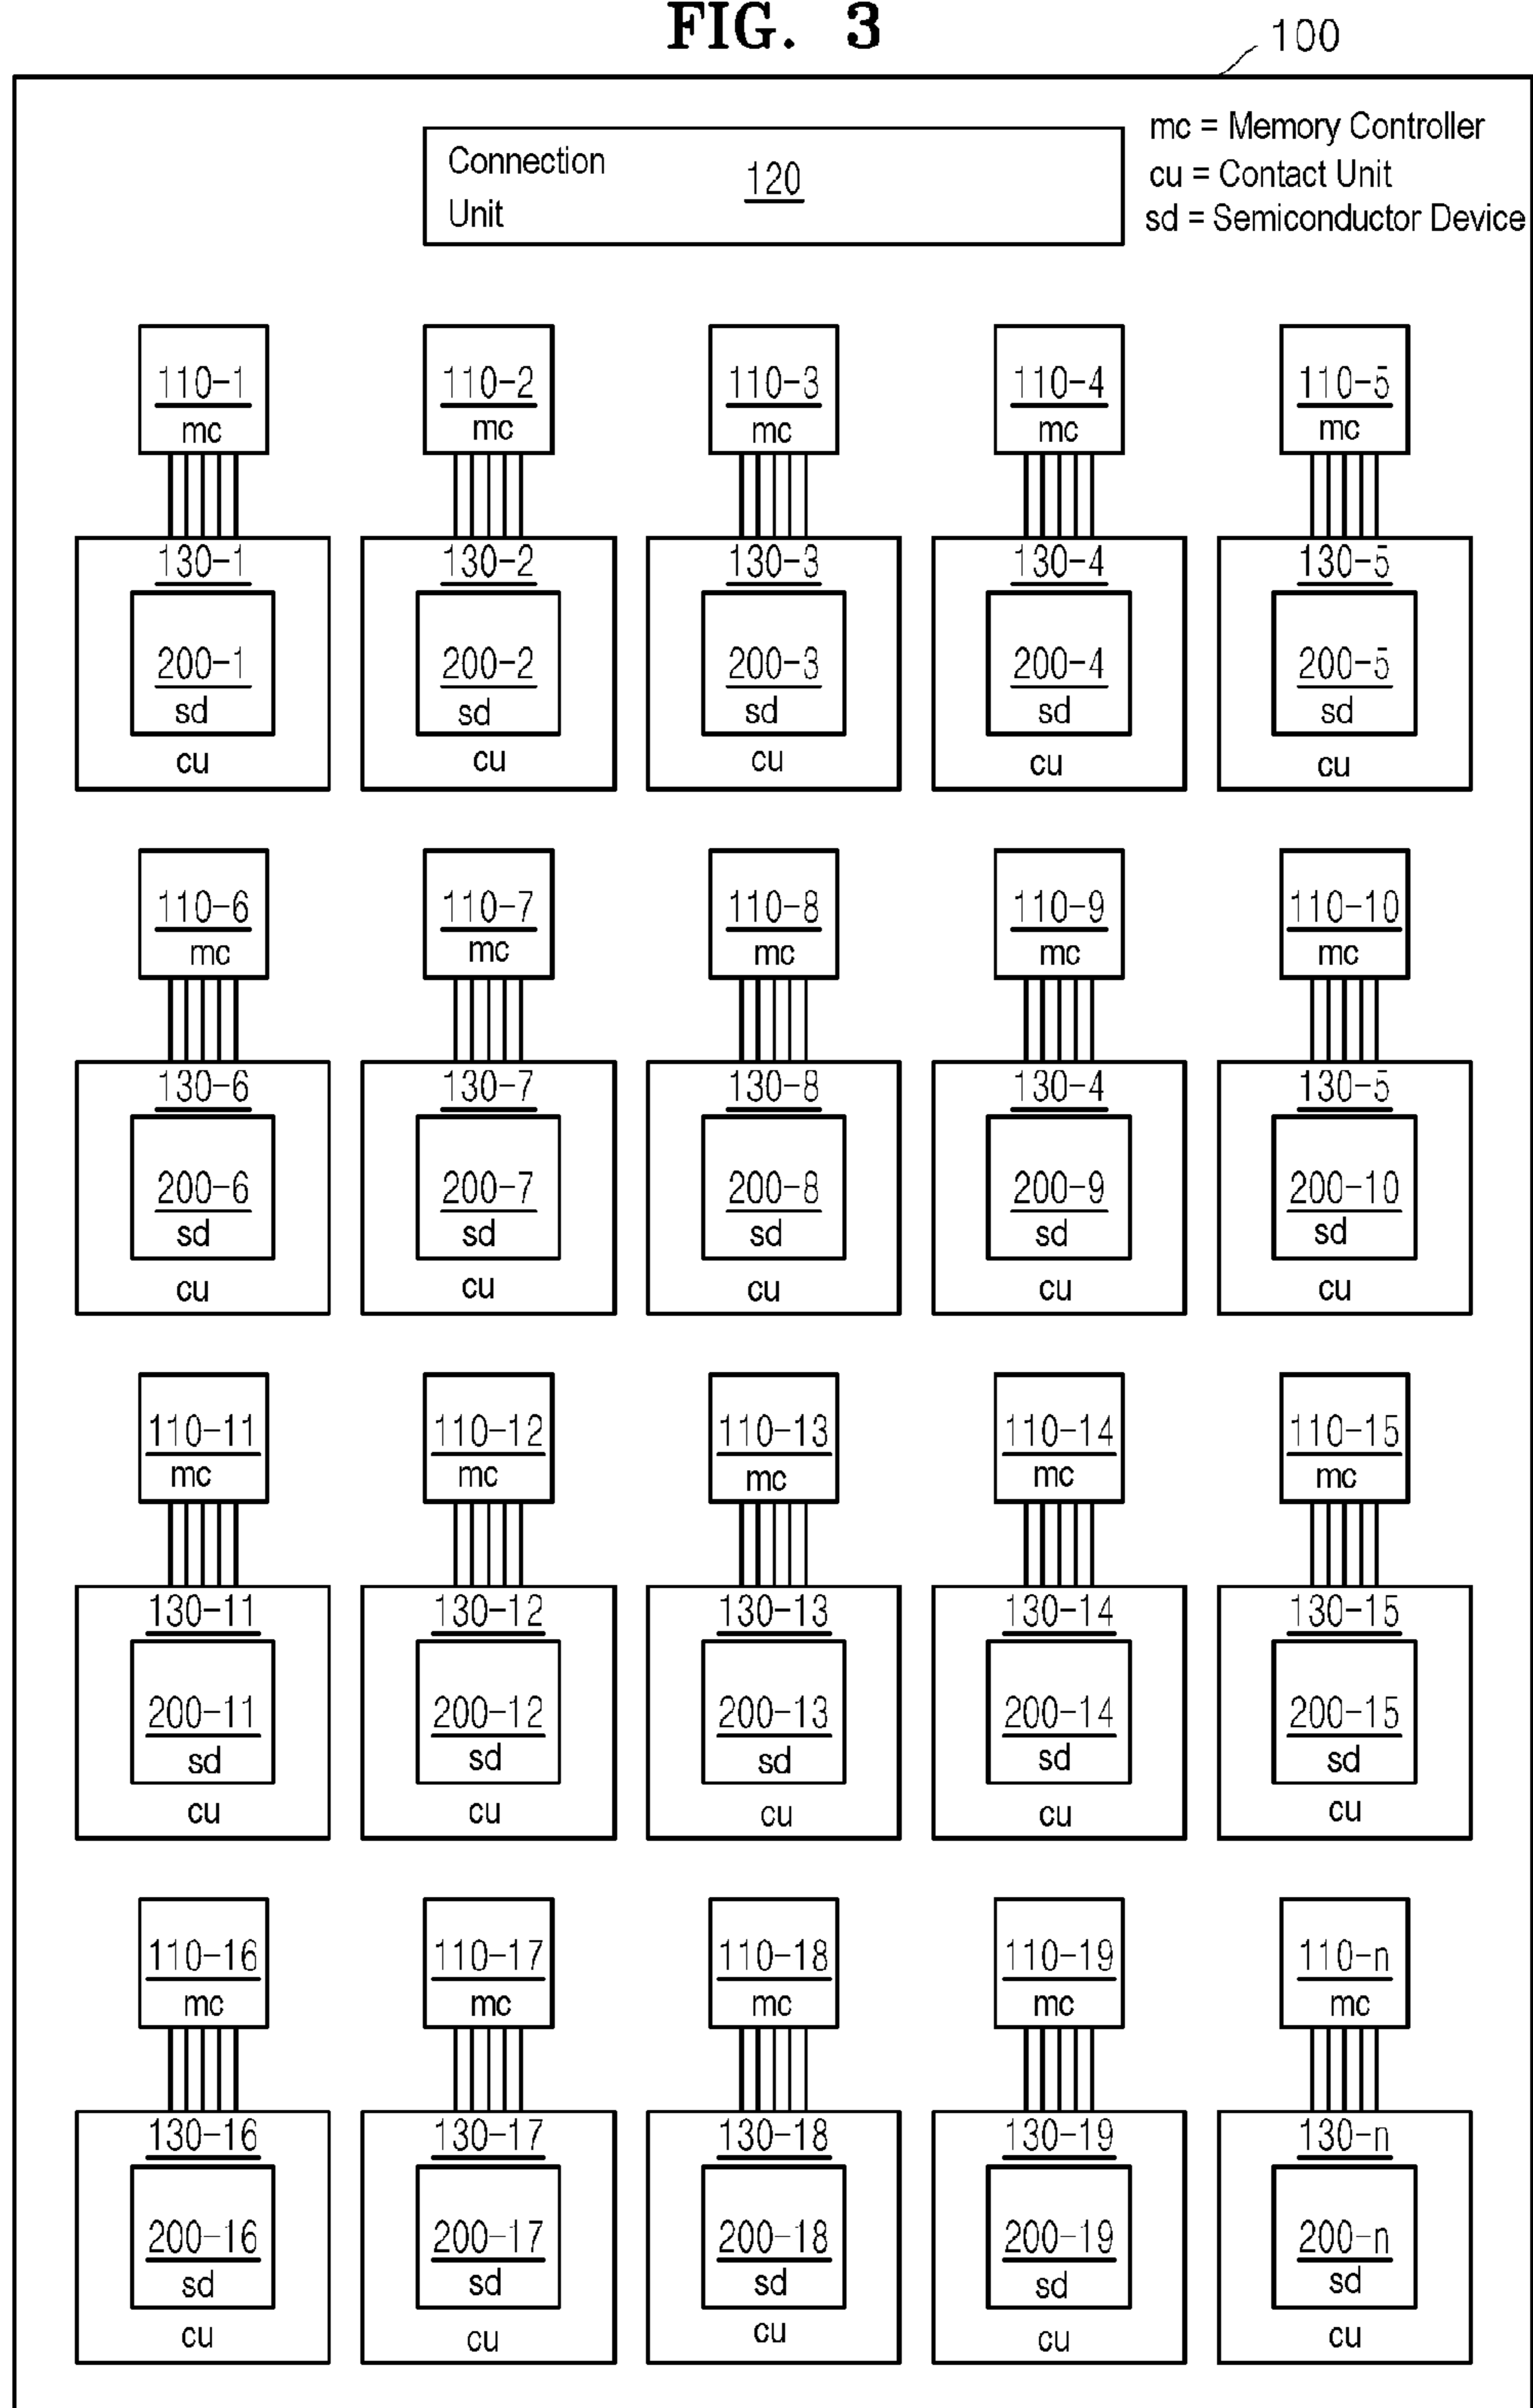 FIG. 3
100
mc = Memory Controller
Connection
Unit
120
cu = Contact Unit
sd = Semiconductor Device
110-1 110-2 110-3 110-4 110-5
mc mc mc mc mc
130-1 130-2 130-3 130-4 130-5
200-1 200-2 200-3 200-4 200-5
sd sd sd sd sd
cu cu cu cu cu
110-6 110-7 110-8 110-9 110-10
mc mc mc mc mc
130-6 130-7 130-8 130-4 130-5
200-6 200-7 200-8 200-9 200-10
sd sd sd sd sd
cu cu cu cu cu
110-11 110-12 110-13 110-14 110-15
mc mc mc mc mc
130-11 130-12 130-13 130-14 130-15
200-11 200-12 200-13 200-14 200-15
sd sd sd sd sd
cu cu cu cu cu
110-16 110-17 110-18 110-19 110-n
mc mc mc mc mc
130-16 130-17 130-18 130-19 130-n
200-16 200-17 200-18 200-19 200-n
sd sd sd sd sd
cu cu cu cu cu